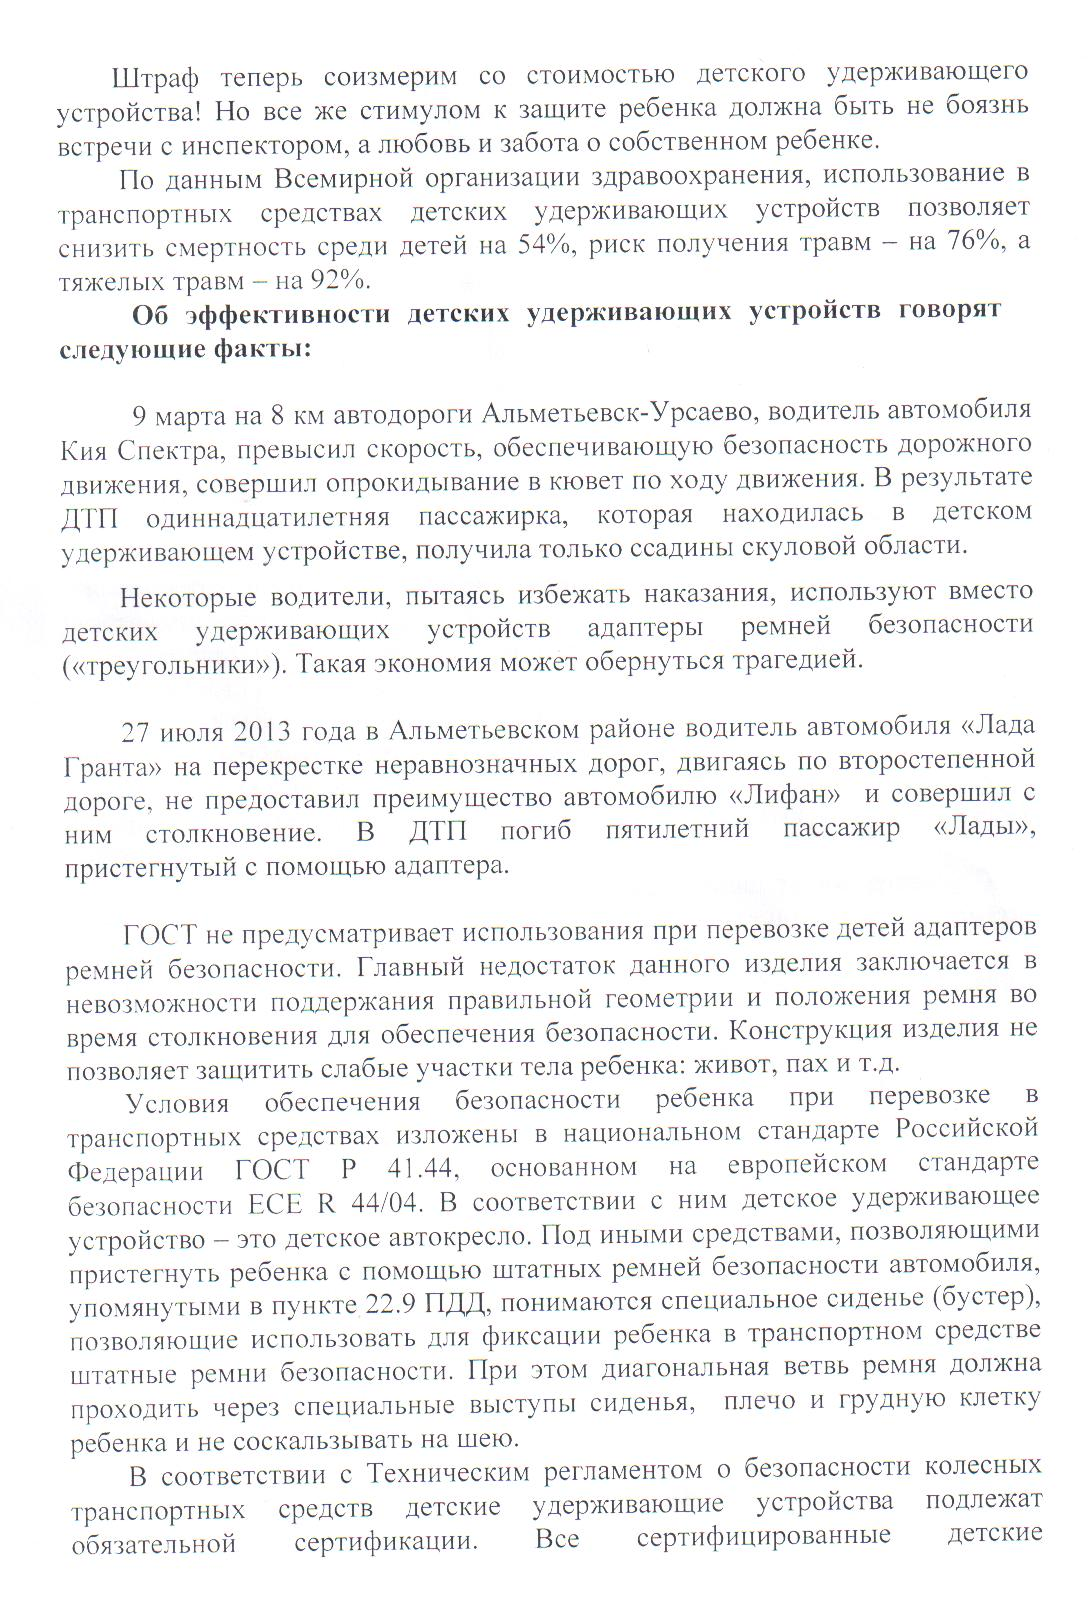 Штраф теперь соизмерим со стоимостью детского удерживающего
устройства! Но все же стимулом к защите ребенка должна быть не боязнь
встречи с инспектором, а любовь и забота о собственном ребенке.
По данным Всемирной организации здравоохранения, использование в
транспортных средствах детских удерживающих устройств позволяет
снизить смертность среди детей на 54%, риск получения травм – на 76%, а
тяжелых травм – на 92%.
Об эффективности детских удерживающих устройств говорят
следующие факты:
9 марта на 8 км автодороги Альметьевск-Урсаево, водитель автомобиля
Кия Спектра, превысил скорость, обеспечивающую безопасность дорожного
движения, совершил опрокидывание в кювет по ходу движения. В результате
ДТП одиннадцатилетняя пассажирка, которая находилась в детском
удерживающем устройстве, получила только ссадины скуловой области.
Некоторые водители, пытаясь избежать наказания, используют вместо
детских удерживающих устройств адаптеры ремней безопасности
(«треугольники»). Такая экономия может обернуться трагедией.
27 июля 2013 года в Альметьевском районе водитель автомобиля «Лада
Гранта» на перекрестке неравнозначных дорог, двигаясь по второстепенной
дороге, не предоставил преимущество автомобилю «Лифан» и совершил с
ним столкновение. В ДТП погиб пятилетний пассажир «Лады»,
пристегнутый с помощью адаптера.
ГОСТ не предусматривает использования при перевозке детей адаптеров
ремней безопасности. Главный недостаток данного изделия заключается в
невозможности поддержания правильной геометрии и положения ремня во
время столкновения для обеспечения безопасности. Конструкция изделия не
позволяет защитить слабые участки тела ребенка: живот, пах и т.д.
Условия обеспечения безопасности ребенка при перевозке в
транспортных средствах изложены в национальном стандарте Российской
Федерации ГОСТ Р 41.44, основанном на европейском стандарте
безопасности ECE R 44/04. В соответствии с ним детское удерживающее
устройство – это детское автокресло. Под иными средствами, позволяющими
пристегнуть ребенка с помощью штатных ремней безопасности автомобиля,
упомянутыми в пункте 22.9 ПДД, понимаются специальное сиденье (бустер),
позволяющие использовать для фиксации ребенка в транспортном средстве
штатные ремни безопасности. При этом диагональная ветвь ремня должна
проходить через специальные выступы сиденья, плечо и грудную клетку
ребенка и не соскальзывать на шею.
В соответствии с Техническим регламентом о безопасности колесных
транспортных средств детские удерживающие устройства подлежат
обязательной сертификации. Все сертифицированные детские